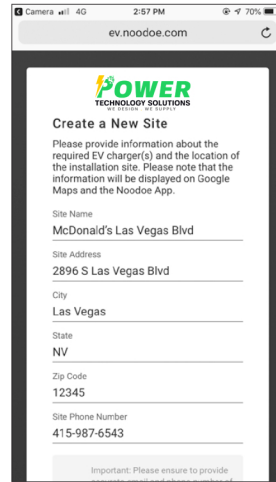 Camera 4G 2:57 PM 70%
ev.noodoe.com
POWER
TECHNOLOGY SOLUTIONS
WE DESIGN WE SUPPLY
Create a New Site
Please provide information about the
required EV charger(s) and the location of
the installation site. Please note that the
information will be displayed on Google
Maps and the Noodoe App.
Site Name
McDonald's Las Vegas Blvd
Site Address
2896 S Las Vegas Blvd
City
Las Vegas
State
NV
Zip Code
12345
Site Phone Number
415-987-6543
Important: Please ensure to provide